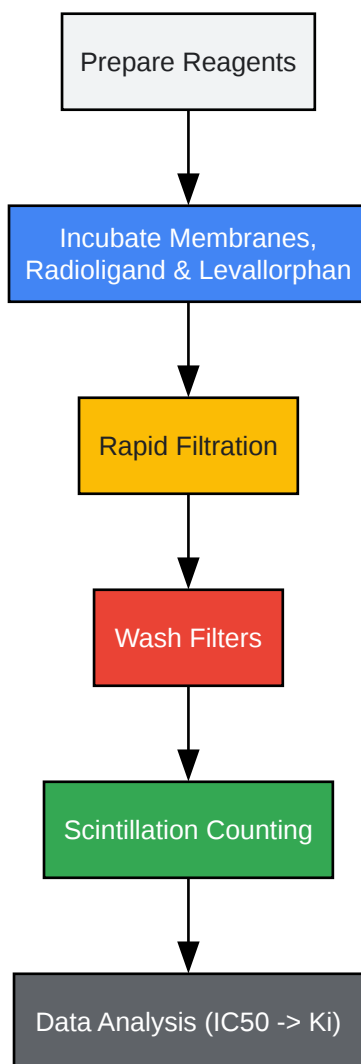 Prepare Reagents
Incubate Membranes,
Radioligand & Levallorphan
Rapid Filtration
Wash Filters
Scintillation Counting
Data Analysis (IC50 -> Ki)